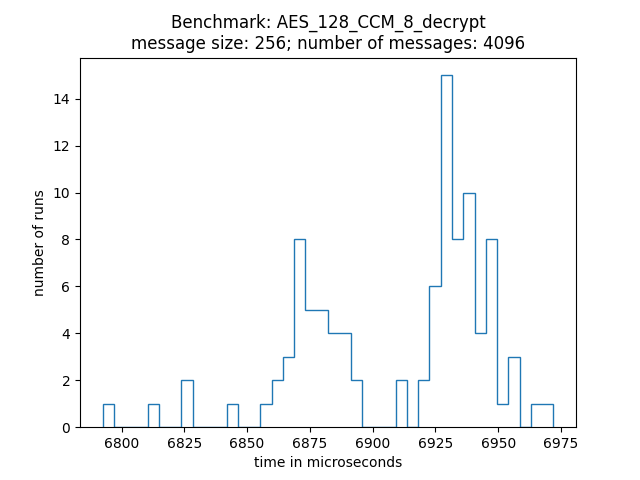 Benchmark: AES_128_CCM_8_decrypt
message size: 256; number of messages: 4096
number of runs
14
12
10
8
6
4
2
0
6800 6825 6850 6875 6900 6925 6950 6975
time in microseconds